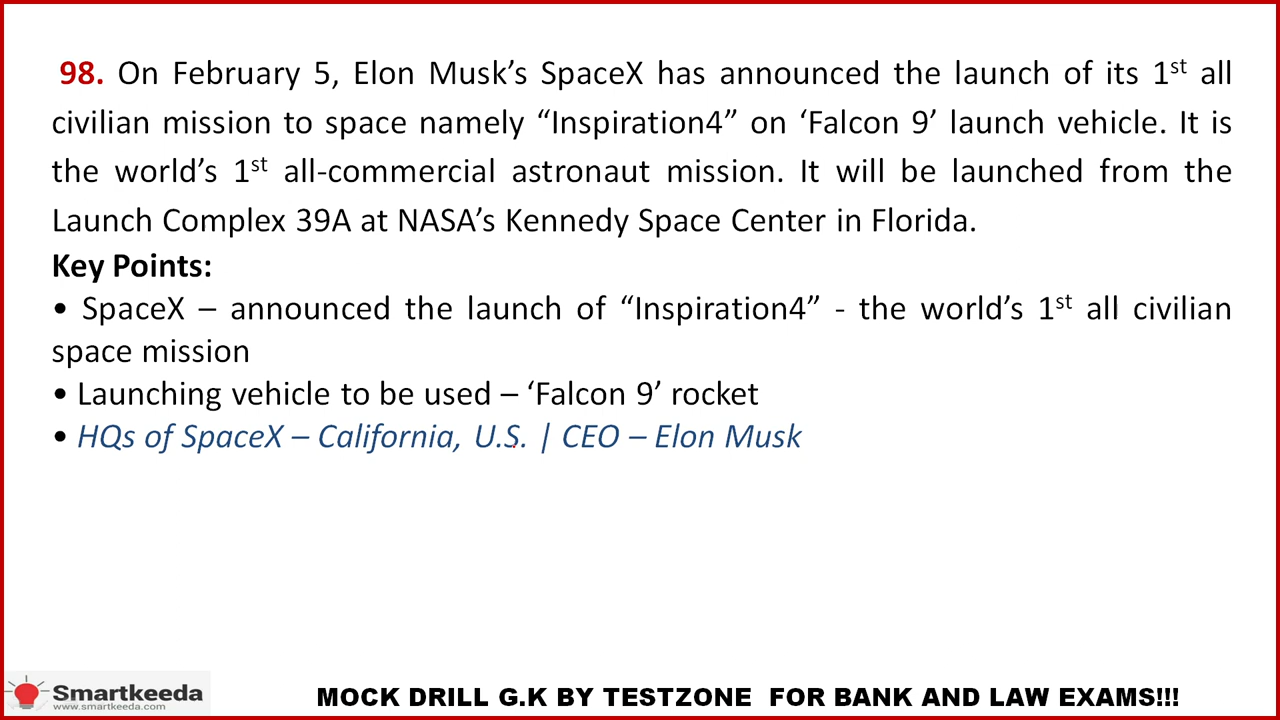 98. On February 5, Elon Musk’s SpaceX has announced the launch of its 1st all
civilian mission to space namely “Inspiration4” on ‘Falcon 9’ launch vehicle. It is
the world’s 1st all-commercial astronaut mission. It will be launched from the
Launch Complex 39A at NASA’s Kennedy Space Center in Florida.
Key Points:
• SpaceX – announced the launch of “Inspiration4” - the world’s 1st all civilian
space mission
• Launching vehicle to be used – ‘Falcon 9’ rocket
• HQs of SpaceX – California, U.S. | CEO – Elon Musk
Smartkeeda
www.smartkeeda.com
MOCK DRILL G.K BY TESTZONE FOR BANK AND LAW EXAMS!!!